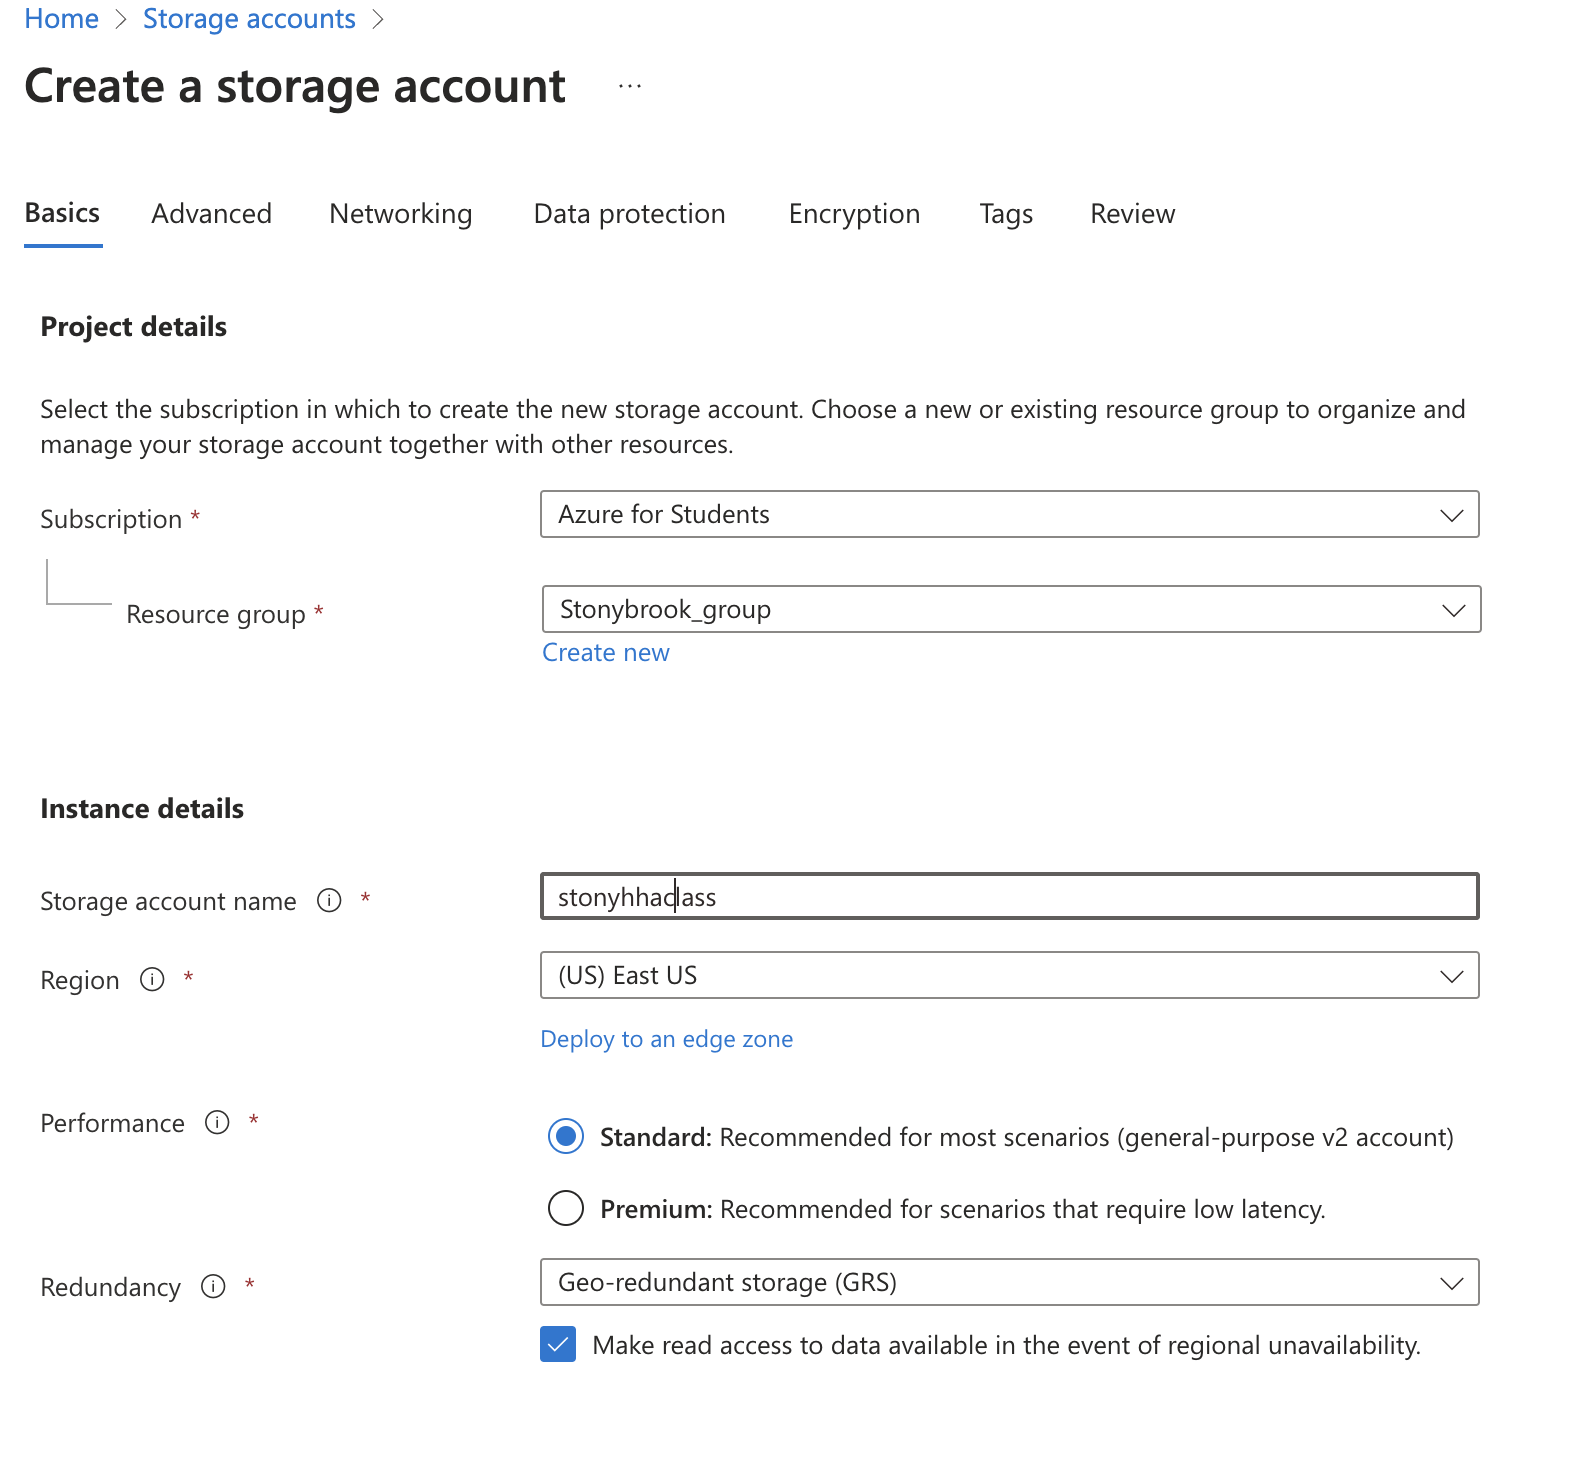 Home > Storage accounts >
Create a storage account ...
Basics Advanced Networking Data protection Encryption Tags Review
Project details
Select the subscription in which to create the new storage account. Choose a new or existing resource group to organize and
manage your storage account together with other resources.
Subscription *
Azure for Students
Resource group *
Stonybrook_group
Create new
Instance details
Storage account name i *
stonyhhaclass
Region i *
(US) East US
Deploy to an edge zone
Performance i *
Standard: Recommended for most scenarios (general-purpose v2 account)
Premium: Recommended for scenarios that require low latency.
Redundancy i *
Geo-redundant storage (GRS)
Make read access to data available in the event of regional unavailability.